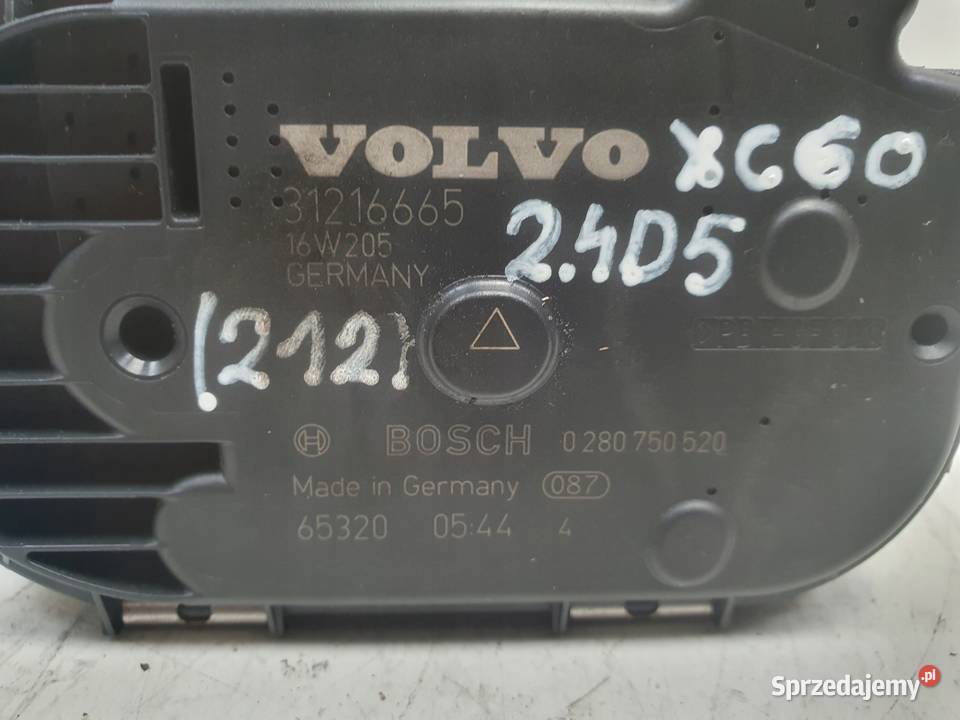 VOLVO XC60
31216665 2.4D5
16W205
GERMANY
(212)
BOSCH 0 280 750 520
Made in Germany 087
65320 05:44 4
Sprzedajemy.pl